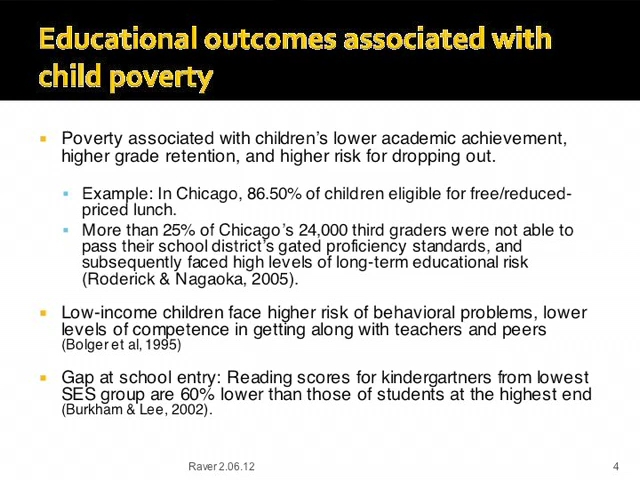 Educational outcomes associated with
child poverty
Poverty associated with children's lower academic achievement,
higher grade retention, and higher risk for dropping out.
Example: In Chicago, 86.50% of children eligible for free/reduced-
priced lunch.
More than 25% of Chicago's 24,000 third graders were not able to
pass their school district's gated proficiency standards, and
subsequently faced high levels of long-term educational risk
(Roderick & Nagaoka, 2005).
Low-income children face higher risk of behavioral problems, lower
levels of competence in getting along with teachers and peers
(Bolger et al, 1995)
Gap at school entry: Reading scores for kindergartners from lowest
SES group are 60% lower than those of students at the highest end
(Burkham & Lee, 2002).
Raver 2.06.12
4